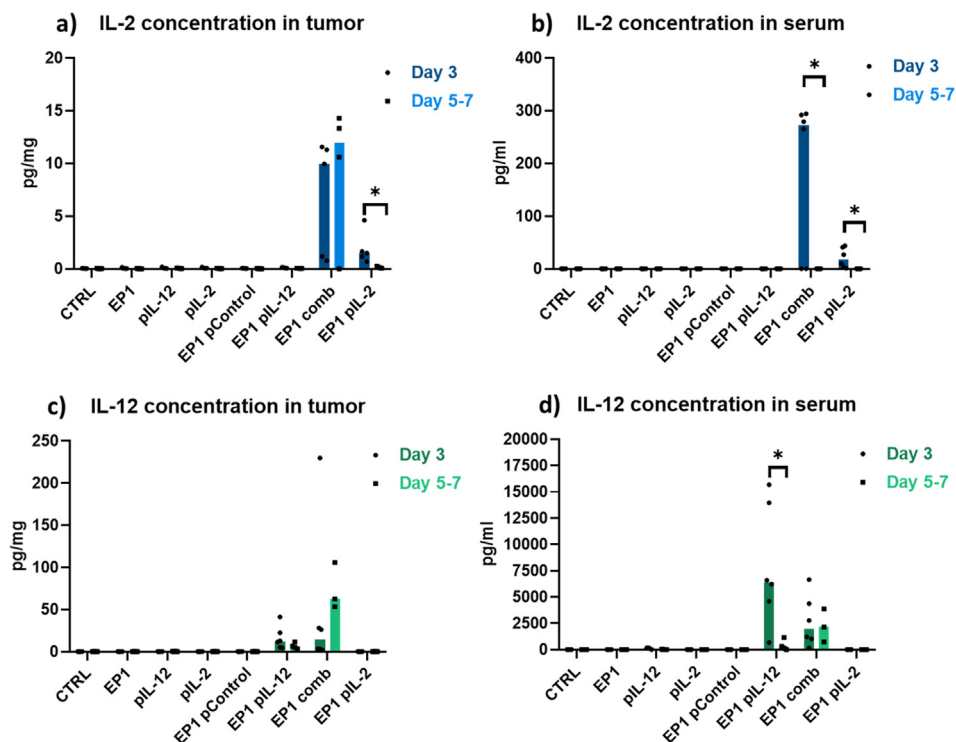 a) IL-2 concentration in tumor
20
15
10
5
0
pg/mg
Day 3
Day 5-7
*
CTRL
EP1
pIL-12
pIL-2
EP1 pControl
EP1 pIL-12
EP1 comb
EP1 pIL-2
b) IL-2 concentration in serum
400
300
200
100
0
pg/ml
Day 3
Day 5-7
*
*
CTRL
EP1
pIL-12
pIL-2
EP1 pControl
EP1 pIL-12
EP1 comb
EP1 pIL-2
c) IL-12 concentration in tumor
250
200
150
100
50
0
pg/mg
Day 3
Day 5-7
CTRL
EP1
pIL-12
pIL-2
EP1 pControl
EP1 pIL-12
EP1 comb
EP1 pIL-2
d) IL-12 concentration in serum
20000
17500
15000
12500
10000
7500
5000
2500
0
pg/ml
Day 3
Day 5-7
*
CTRL
EP1
pIL-12
pIL-2
EP1 pControl
EP1 pIL-12
EP1 comb
EP1 pIL-2